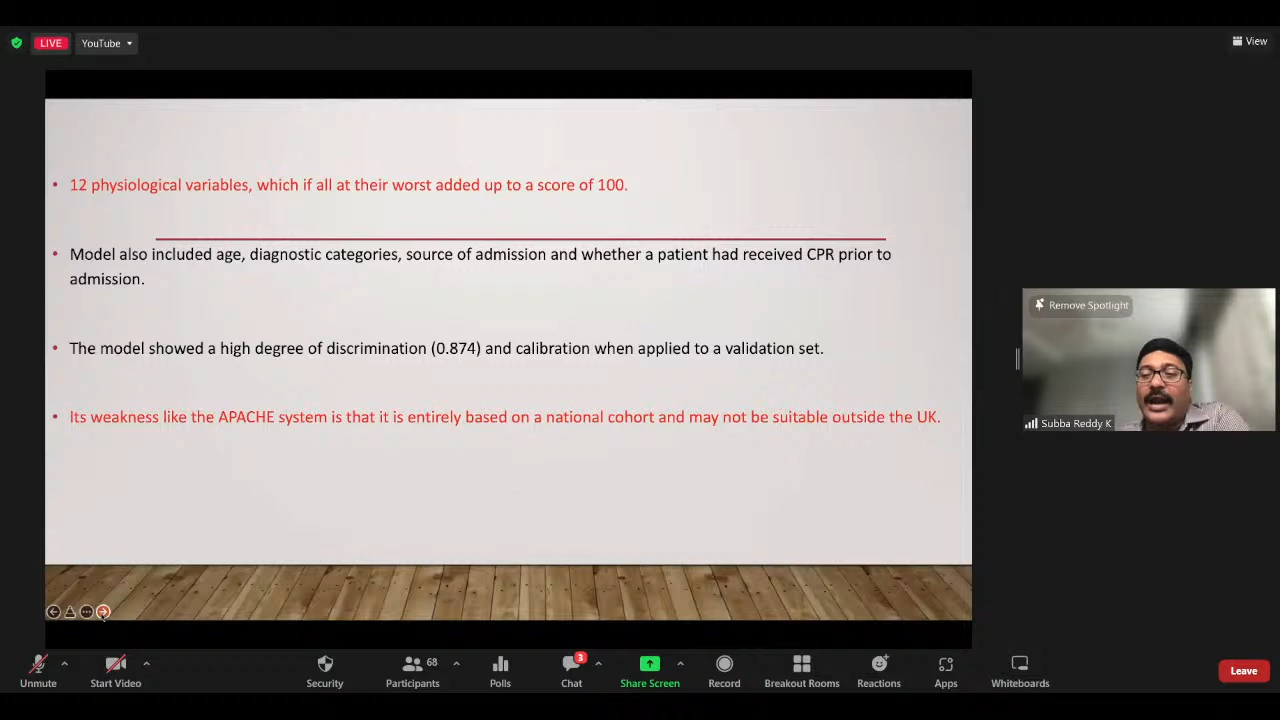 LIVE
YouTube
View
• 12 physiological variables, which if all at their worst added up to a score of 100.
• Model also included age, diagnostic categories, source of admission and whether a patient had received CPR prior to
admission.
• The model showed a high degree of discrimination (0.874) and calibration when applied to a validation set.
• Its weakness like the APACHE system is that it is entirely based on a national cohort and may not be suitable outside the UK.
Remove Spotlight
Subba Reddy K
Unmute
Start Video
Security
Participants
68
Polls
Chat
3
Share Screen
Record
Breakout Rooms
Reactions
Apps
Whiteboards
Leave